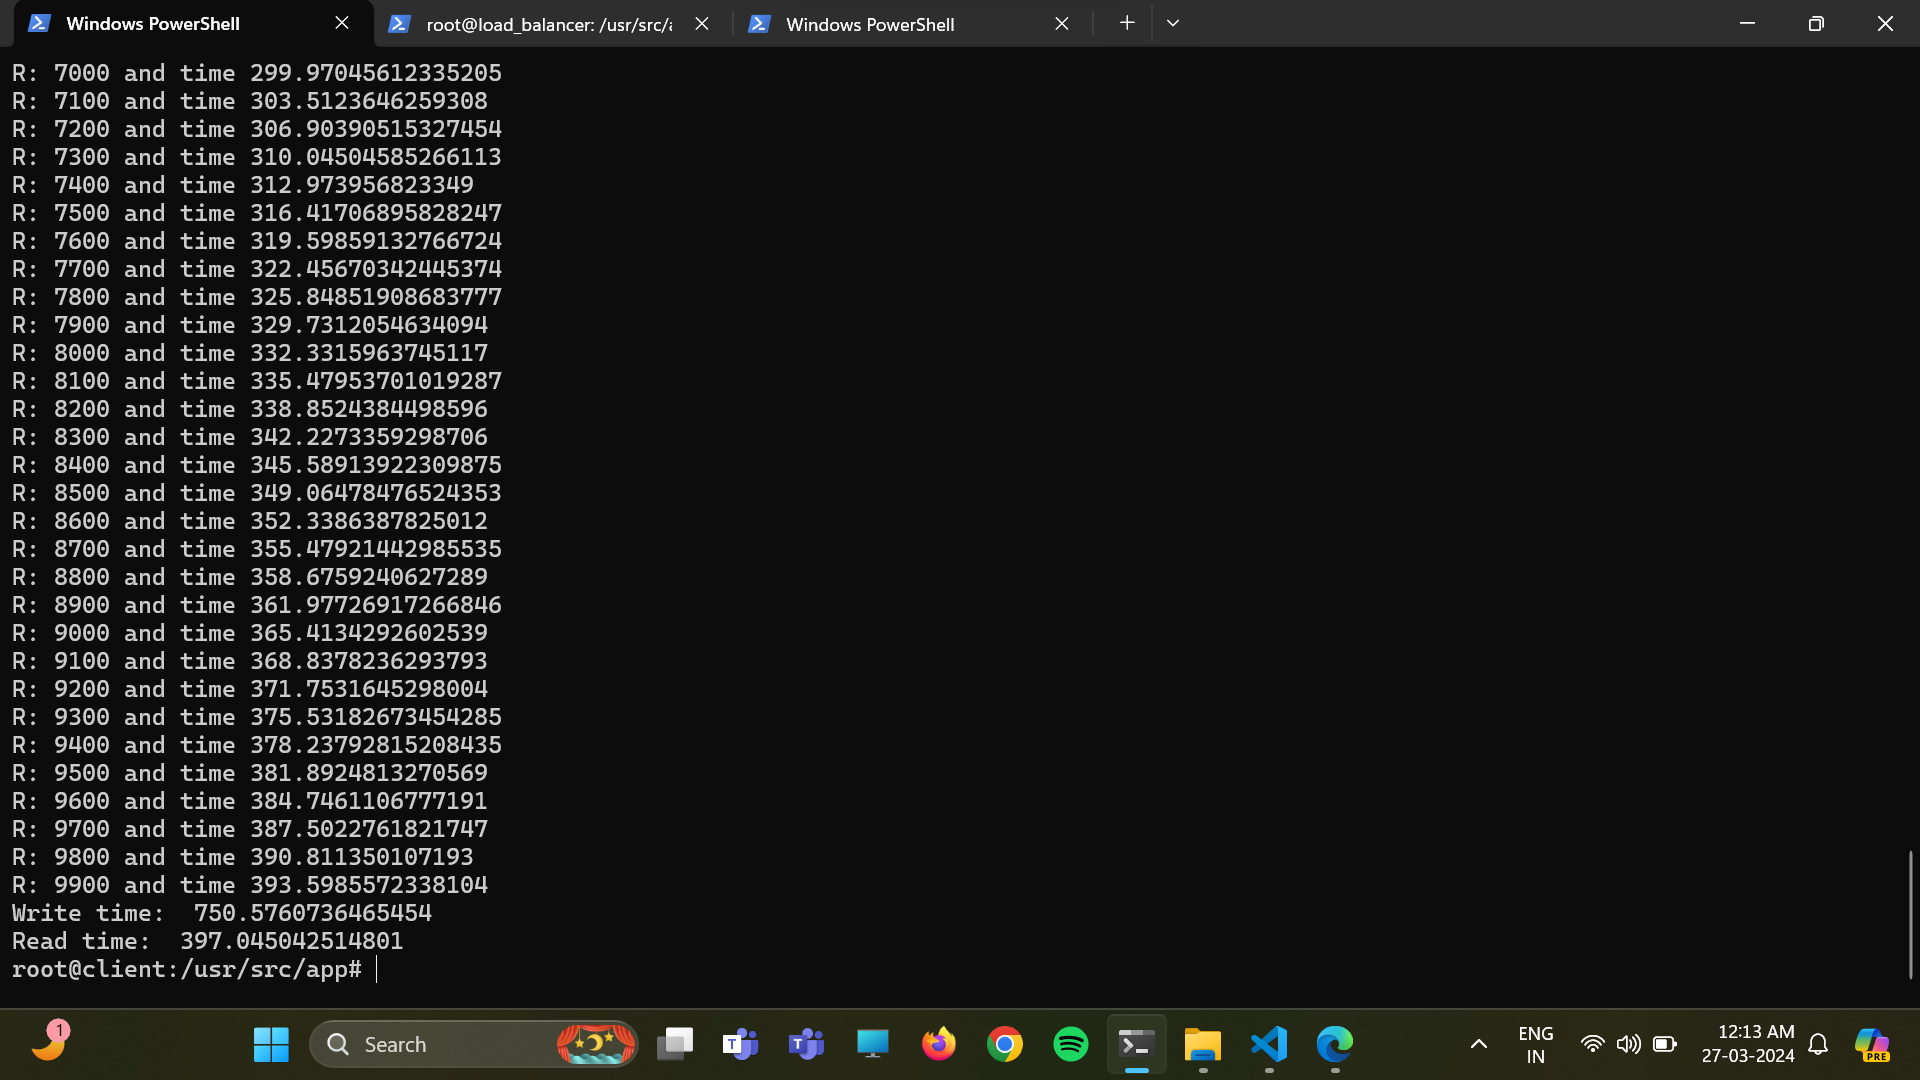 Windows PowerShell
root@load_balancer: /usr/src/a
Windows PowerShell
R: 7000 and time 299.97045612335205
R: 7100 and time 303.5123646259308
R: 7200 and time 306.90390515327454
R: 7300 and time 310.04504585266113
R: 7400 and time 312.973956823349
R: 7500 and time 316.41706895828247
R: 7600 and time 319.59859132766724
R: 7700 and time 322.45670342445374
R: 7800 and time 325.84851908683777
R: 7900 and time 329.7312054634094
R: 8000 and time 332.3315963745117
R: 8100 and time 335.47953701019287
R: 8200 and time 338.8524384498596
R: 8300 and time 342.2273359298706
R: 8400 and time 345.58913922309875
R: 8500 and time 349.06478476524353
R: 8600 and time 352.3386387825012
R: 8700 and time 355.47921442985535
R: 8800 and time 358.6759240627289
R: 8900 and time 361.97726917266846
R: 9000 and time 365.4134292602539
R: 9100 and time 368.8378236293793
R: 9200 and time 371.7531645298004
R: 9300 and time 375.53182673454285
R: 9400 and time 378.23792815208435
R: 9500 and time 381.8924813270569
R: 9600 and time 384.7461106777191
R: 9700 and time 387.5022761821747
R: 9800 and time 390.811350107193
R: 9900 and time 393.5985572338104
Write time:  750.5760736465454
Read time:  397.045042514801
root@client:/usr/src/app#
1
Search
T
T
ENG
IN
12:13 AM
27-03-2024
PRE